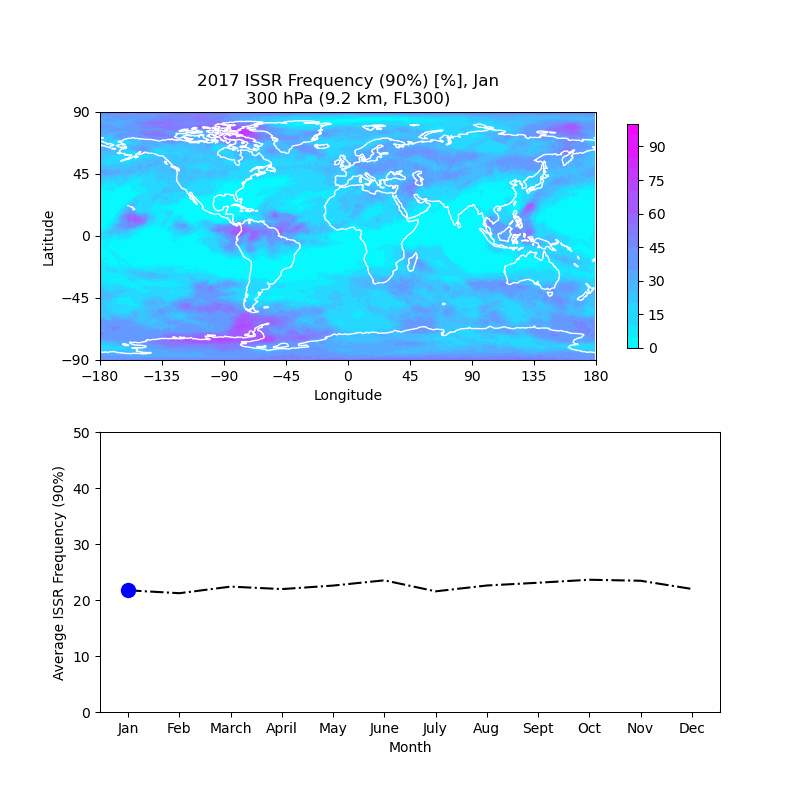 2017 ISSR Frequency (90%) [%], Jan
300 hPa (9.2 km, FL300)
90
45
0
−45
−90
Latitude
−180 −135 −90 −45 0 45 90 135 180
Longitude
90
75
60
45
30
15
0
50
40
30
20
10
0
Average ISSR Frequency (90%)
Jan Feb March April May June July Aug Sept Oct Nov Dec
Month